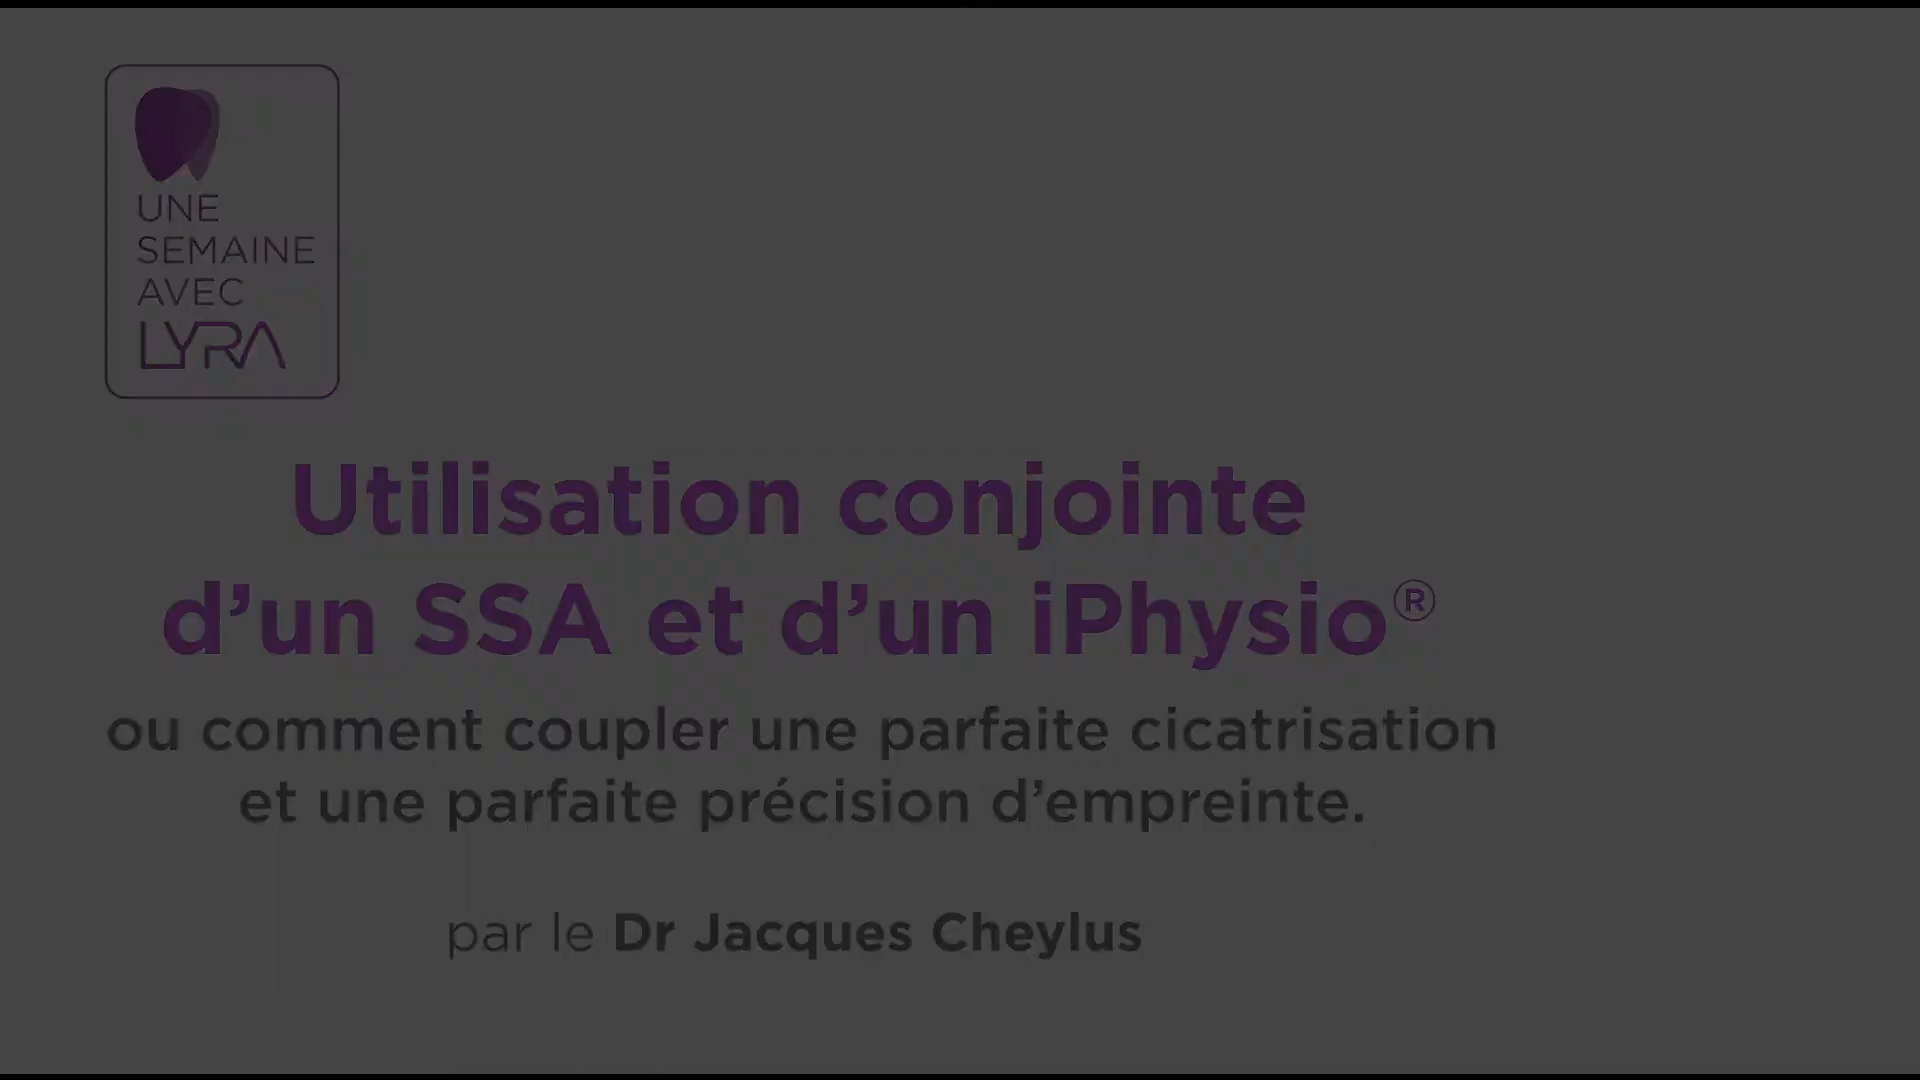 UNE
SEMAINE
AVEC
LYRA
Utilisation conjointe
d’un SSA et d’un iPhysio®
ou comment coupler une parfaite cicatrisation
et une parfaite précision d’empreinte.
par le Dr Jacques Cheylus